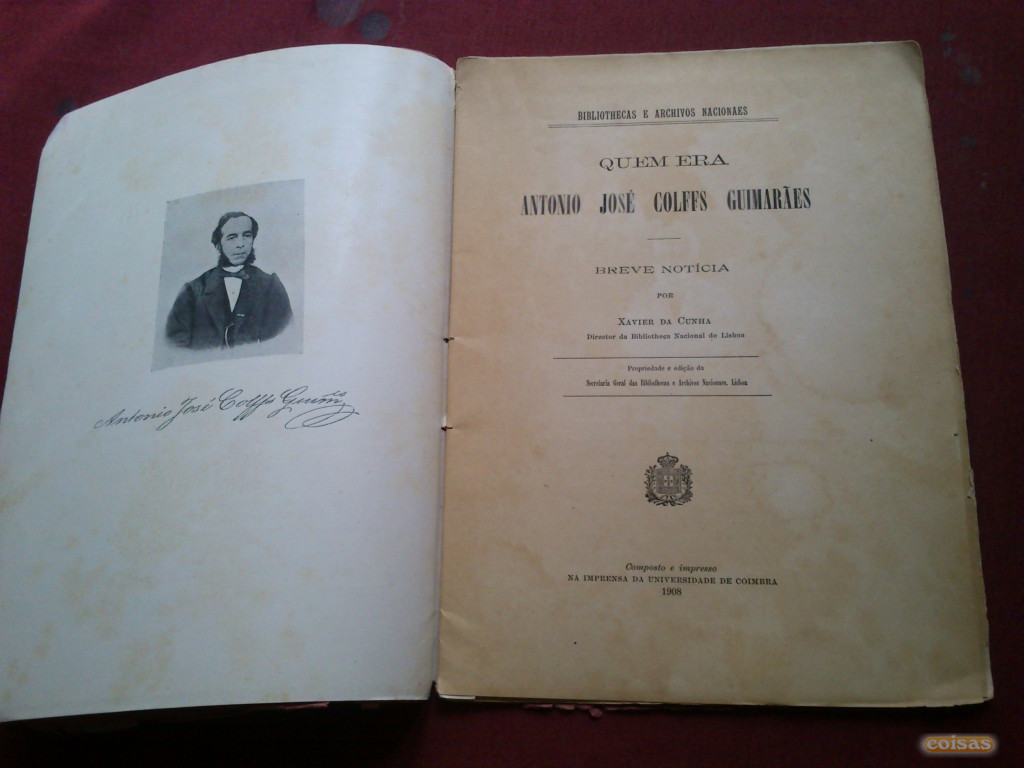 Antonio José Colffs Guim.es
BIBLIOTHECAS E ARCHIVOS NACIONAES
QUEM ERA
ANTONIO JOSÉ COLFFS GUIMARÃES
BREVE NOTÍCIA
POR
XAVIER DA CUNHA
Director da Bibliotheca Nacional de Lisboa
Propriedade e edição da
Secretaria Geral das Bibliothecas e Archivos Nacionaes. Lisboa
Composto e impresso
NA IMPRENSA DA UNIVERSIDADE DE COIMBRA
1908
coisas